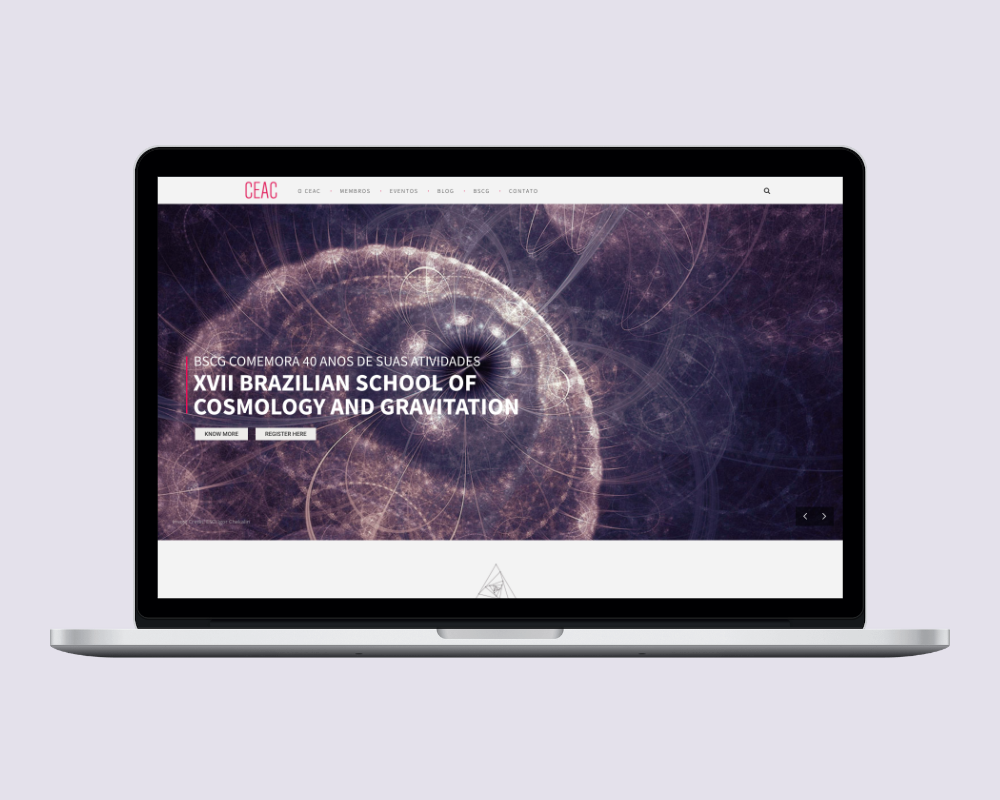 CEAC
O CEAC · MEMBROS · EVENTOS · BLOG · BSCG · CONTATO
BSCG COMEMORA 40 ANOS DE SUAS ATIVIDADES
XVII BRAZILIAN SCHOOL OF
COSMOLOGY AND GRAVITATION
KNOW MORE REGISTER HERE